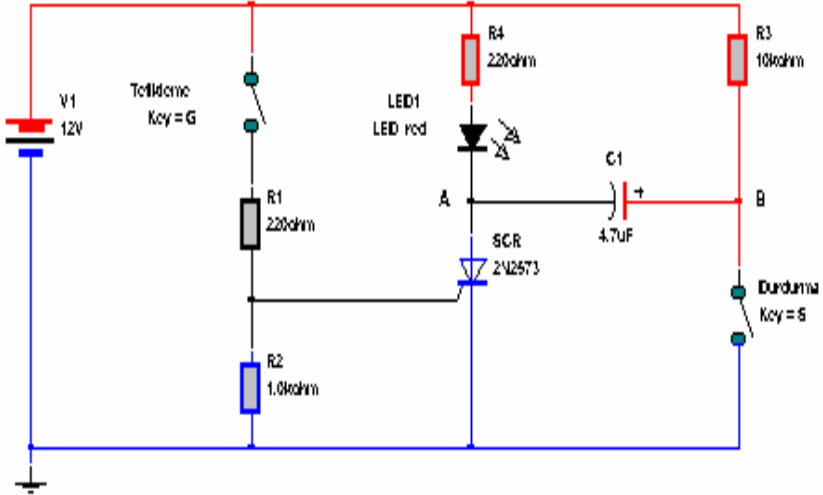 R4
220ohm
R3
10kohm
V1
12V
Tetikleme
Key = G
LED1
LED red
C1
+
4.7uF
A
B
R1
220ohm
SCR
2N2573
Durdurma
Key = S
R2
1.0kohm